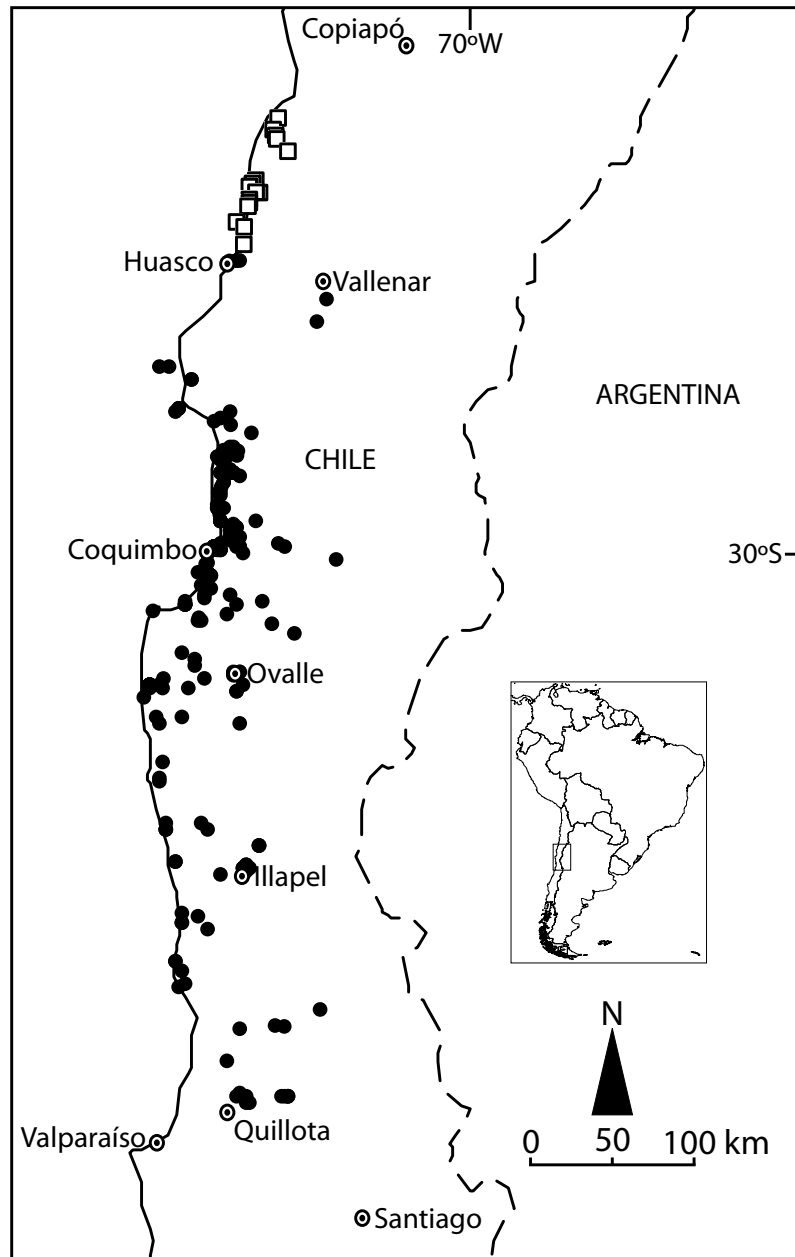 Copiapó
70ºW
Huasco
Vallenar
ARGENTINA
CHILE
Coquimbo
30ºS
Ovalle
Illapel
N
Quillota
Valparaíso
0 50 100 km
Santiago